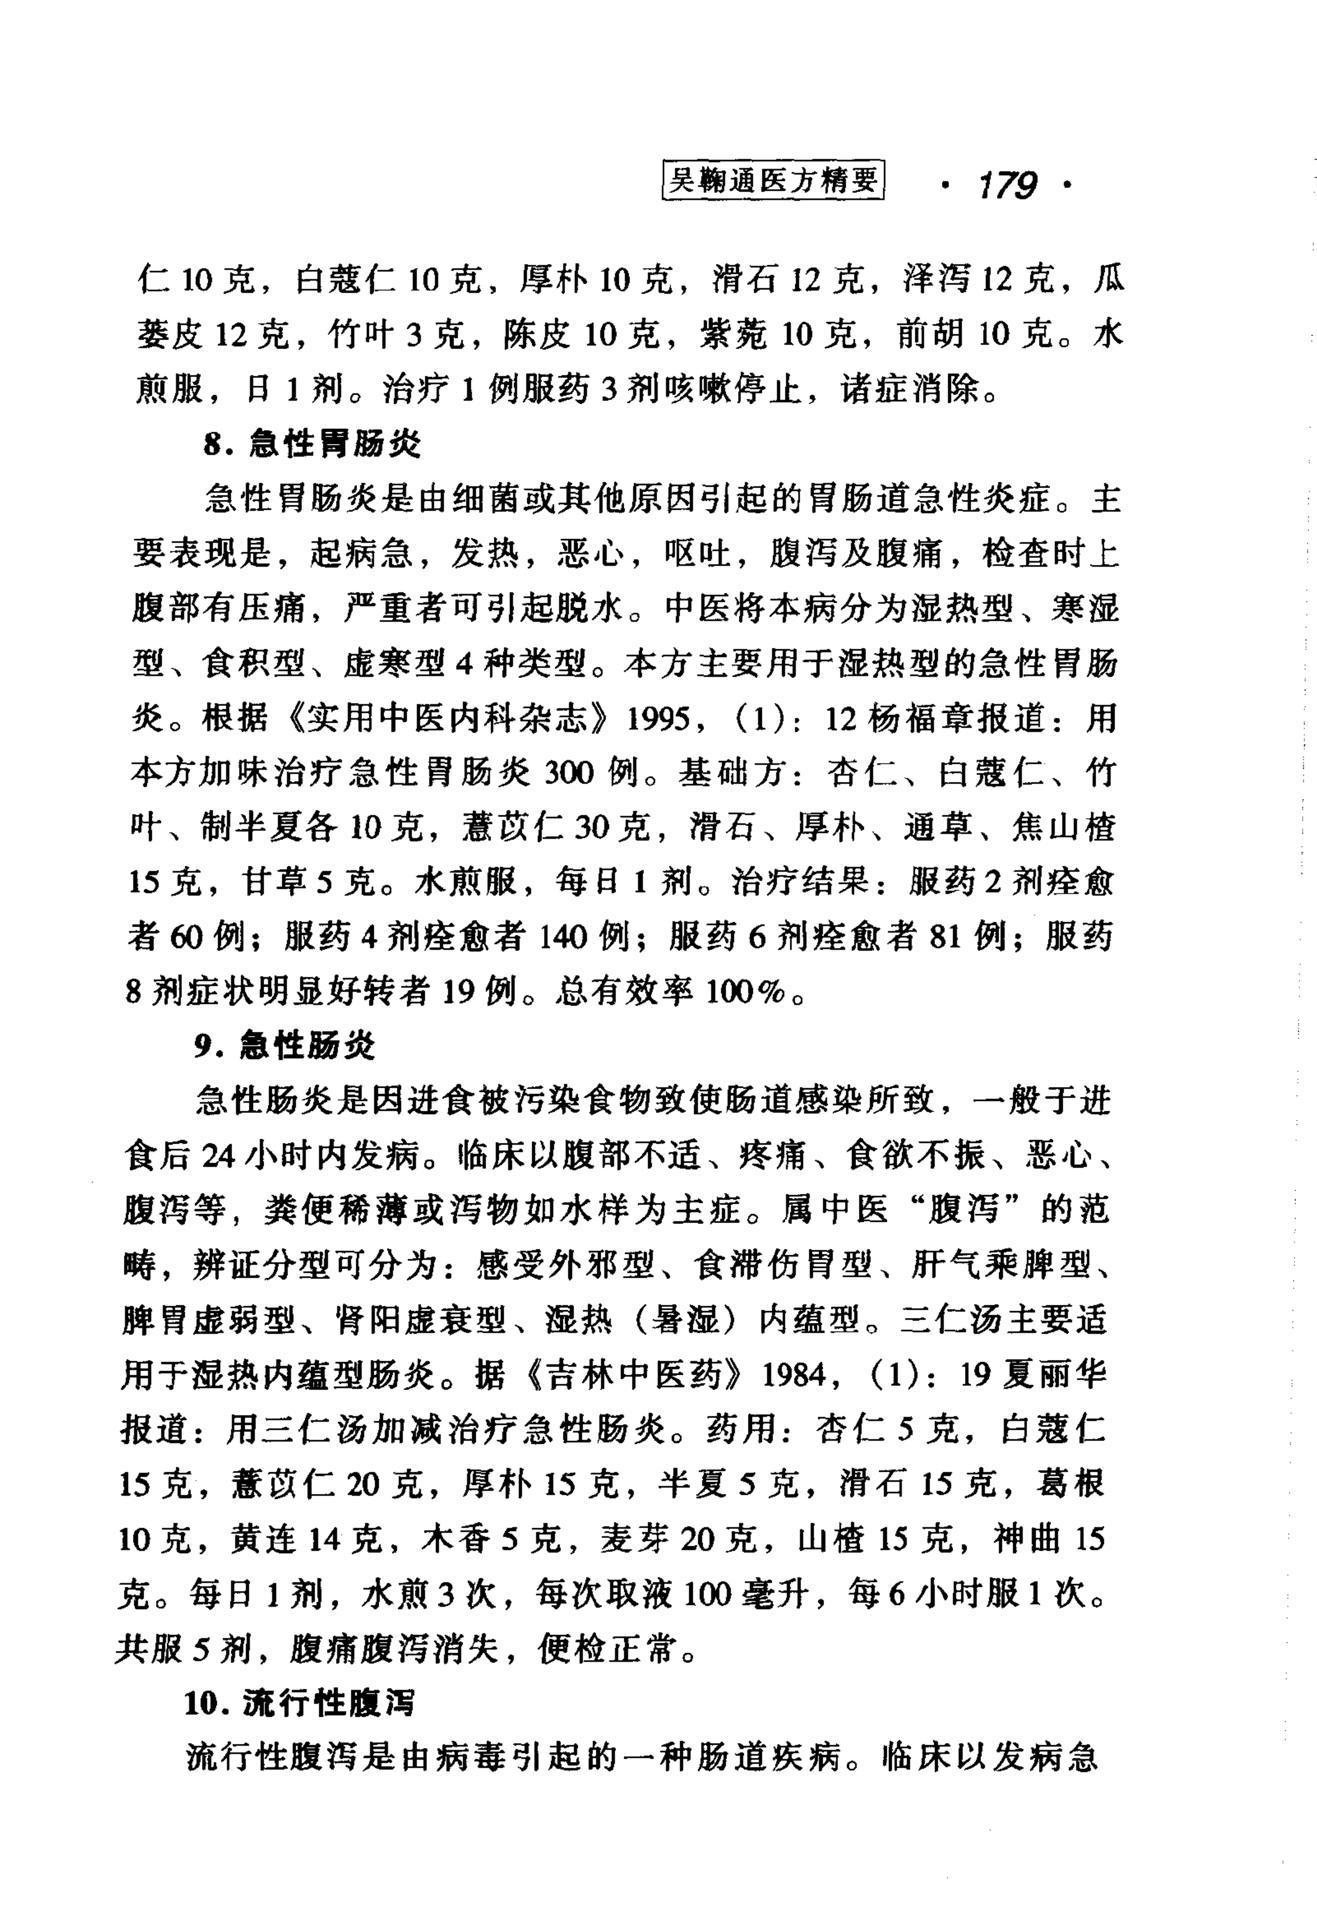 吴鞠通医方精要 · 179 ·
仁 10 克，白蔻仁 10 克，厚朴 10 克，滑石 12 克，泽泻 12 克，瓜
蒌皮 12 克，竹叶 3 克，陈皮 10 克，紫菀 10 克，前胡 10 克。水
煎服，日 1 剂。治疗 1 例服药 3 剂咳嗽停止，诸症消除。
8. 急性胃肠炎
急性胃肠炎是由细菌或其他原因引起的胃肠道急性炎症。主
要表现是，起病急，发热，恶心，呕吐，腹泻及腹痛，检查时上
腹部有压痛，严重者可引起脱水。中医将本病分为湿热型、寒湿
型、食积型、虚寒型 4 种类型。本方主要用于湿热型的急性胃肠
炎。根据《实用中医内科杂志》1995，（1）：12 杨福章报道：用
本方加味治疗急性胃肠炎 300 例。基础方：杏仁、白蔻仁、竹
叶、制半夏各 10 克，薏苡仁 30 克，滑石、厚朴、通草、焦山楂
15 克，甘草 5 克。水煎服，每日 1 剂。治疗结果：服药 2 剂痊愈
者 60 例；服药 4 剂痊愈者 140 例；服药 6 剂痊愈者 81 例；服药
8 剂症状明显好转者 19 例。总有效率 100%。
9. 急性肠炎
急性肠炎是因进食被污染食物致使肠道感染所致，一般于进
食后 24 小时内发病。临床以腹部不适、疼痛、食欲不振、恶心、
腹泻等，粪便稀薄或泻物如水样为主症。属中医“腹泻”的范
畴，辨证分型可分为：感受外邪型、食滞伤胃型、肝气乘脾型、
脾胃虚弱型、肾阳虚衰型、湿热（暑湿）内蕴型。三仁汤主要适
用于湿热内蕴型肠炎。据《吉林中医药》1984，（1）：19 夏丽华
报道：用三仁汤加减治疗急性肠炎。药用：杏仁 5 克，白蔻仁
15 克，薏苡仁 20 克，厚朴 15 克，半夏 5 克，滑石 15 克，葛根
10 克，黄连 14 克，木香 5 克，麦芽 20 克，山楂 15 克，神曲 15
克。每日 1 剂，水煎 3 次，每次取液 100 毫升，每 6 小时服 1 次。
共服 5 剂，腹痛腹泻消失，便检正常。
10. 流行性腹泻
流行性腹泻是由病毒引起的一种肠道疾病。临床以发病急